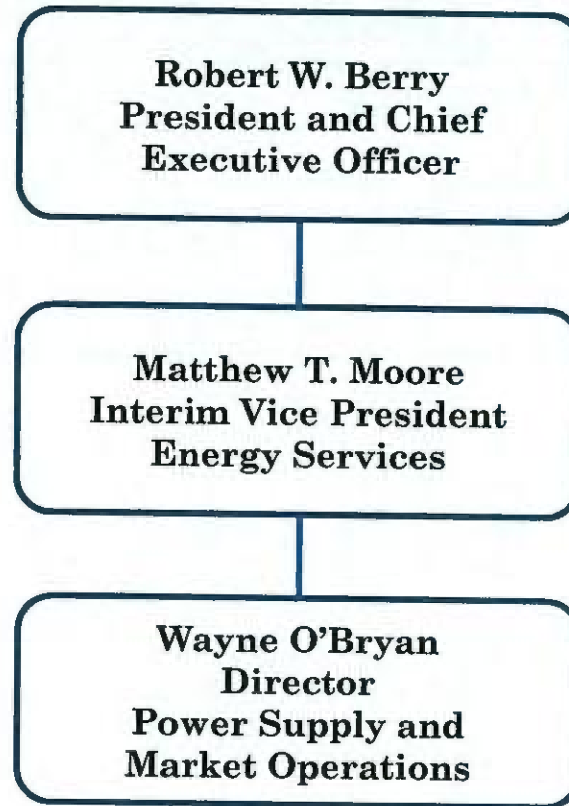 Robert W. Berry
President and Chief
Executive Officer
Matthew T. Moore
Interim Vice President
Energy Services
Wayne O'Bryan
Director
Power Supply and
Market Operations